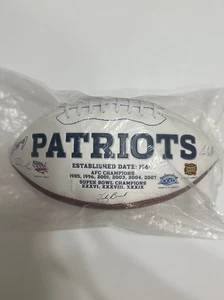 PATRIOTS
ESTABLISHED DATE:
AFC CHAMPIONS
1985, 1996, 2001, 2003, 2004, 2007
SUPER BOWL CHAMPIONS
XXXVI, XXXVIII, XXXIX